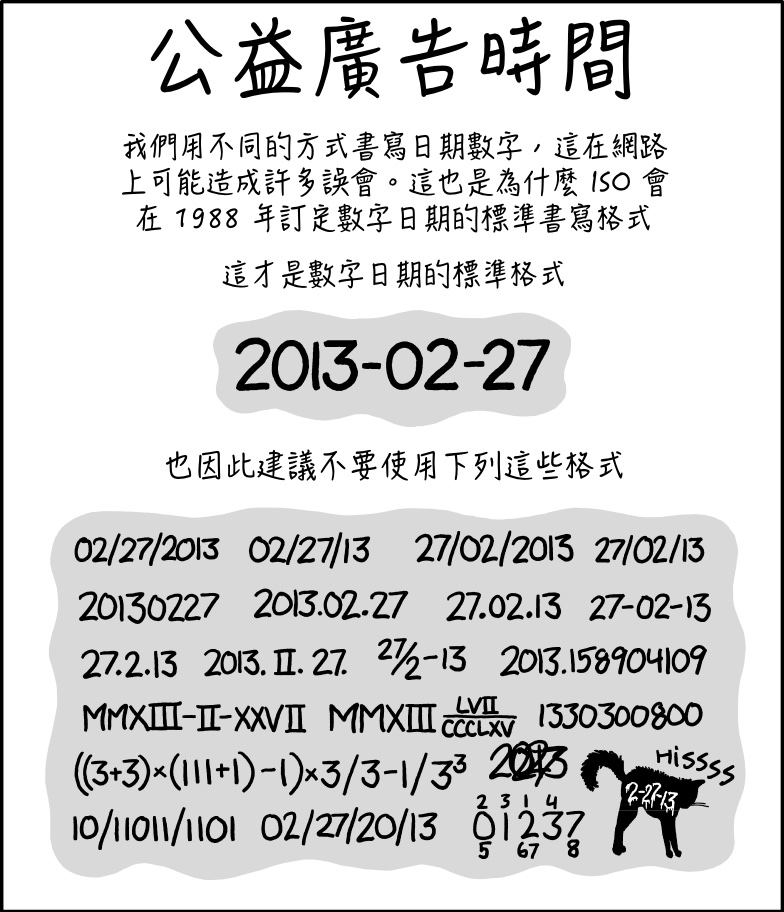 公益廣告時間
我們用不同的方式書寫日期數字，這在網路
上可能造成許多誤會。這也是為什麼 ISO 會
在 1988 年訂定數字日期的標準書寫格式
這才是數字日期的標準格式
2013-02-27
也因此建議不要使用下列這些格式
02/27/2013 02/27/13 27/02/2013 27/02/13
20130227 2013.02.27 27.02.13 27-02-13
27.2.13 2013.II.27. 27/2-13 2013.158904109
MMXIII-II-XXVII MMXIII LVII/CCCLXV 1330300800
((3+3)×(111+1)-1)×3/3-1/3³ Hissss
2-27-13
10/11011/1101 02/27/20/13
2 3 1 4
01237
5 67 8